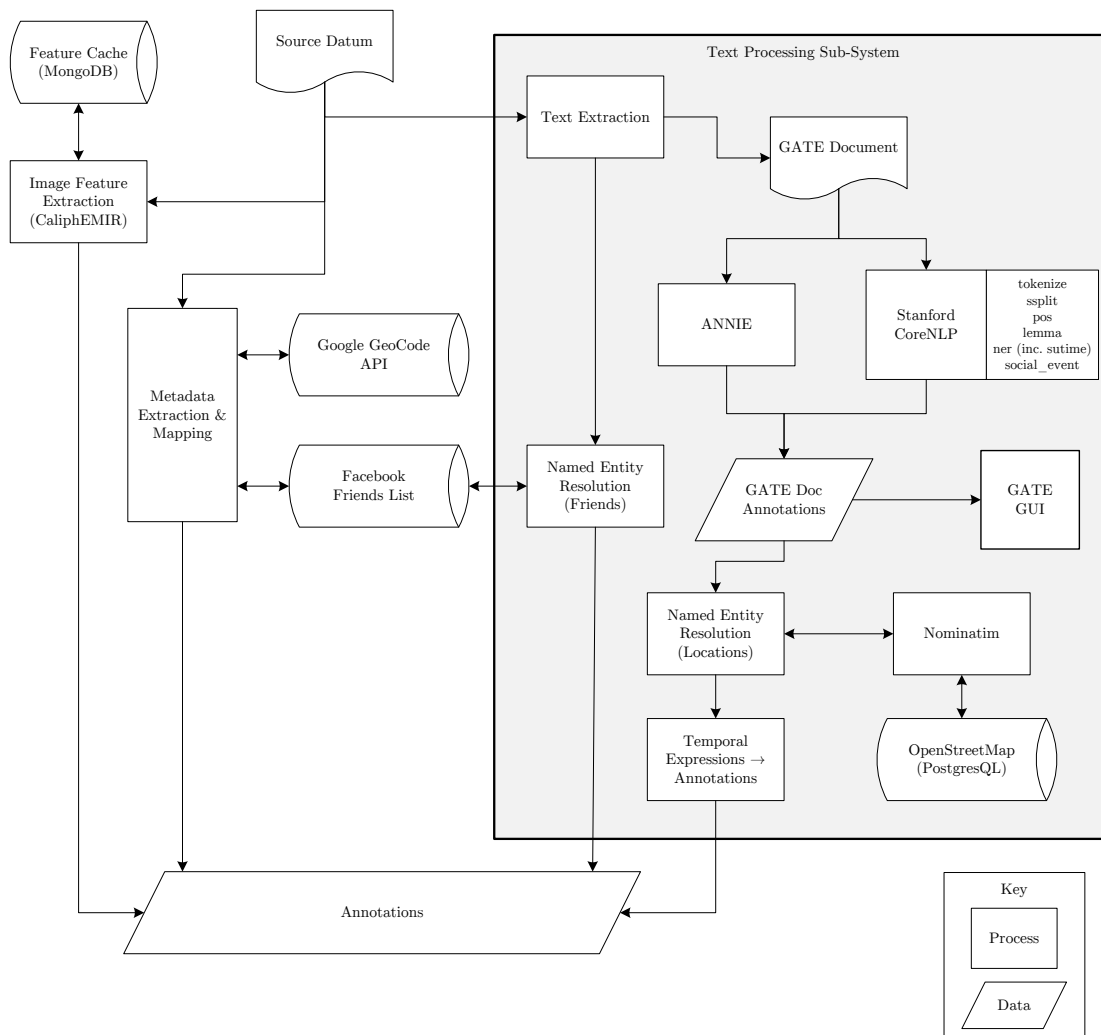 Feature Cache
(MongoDB)
Source Datum
Text Processing Sub-System
Text Extraction
GATE Document
Image Feature
Extraction
(CaliphEMIR)
ANNIE
Stanford
CoreNLP
tokenize
ssplit
pos
lemma
ner (inc. sutime)
social_event
Google GeoCode
API
Metadata
Extraction &
Mapping
Facebook
Friends List
Named Entity
Resolution
(Friends)
GATE Doc
Annotations
GATE
GUI
Named Entity
Resolution
(Locations)
Nominatim
Temporal
Expressions →
Annotations
OpenStreetMap
(PostgresQL)
Annotations
Key
Process
Data